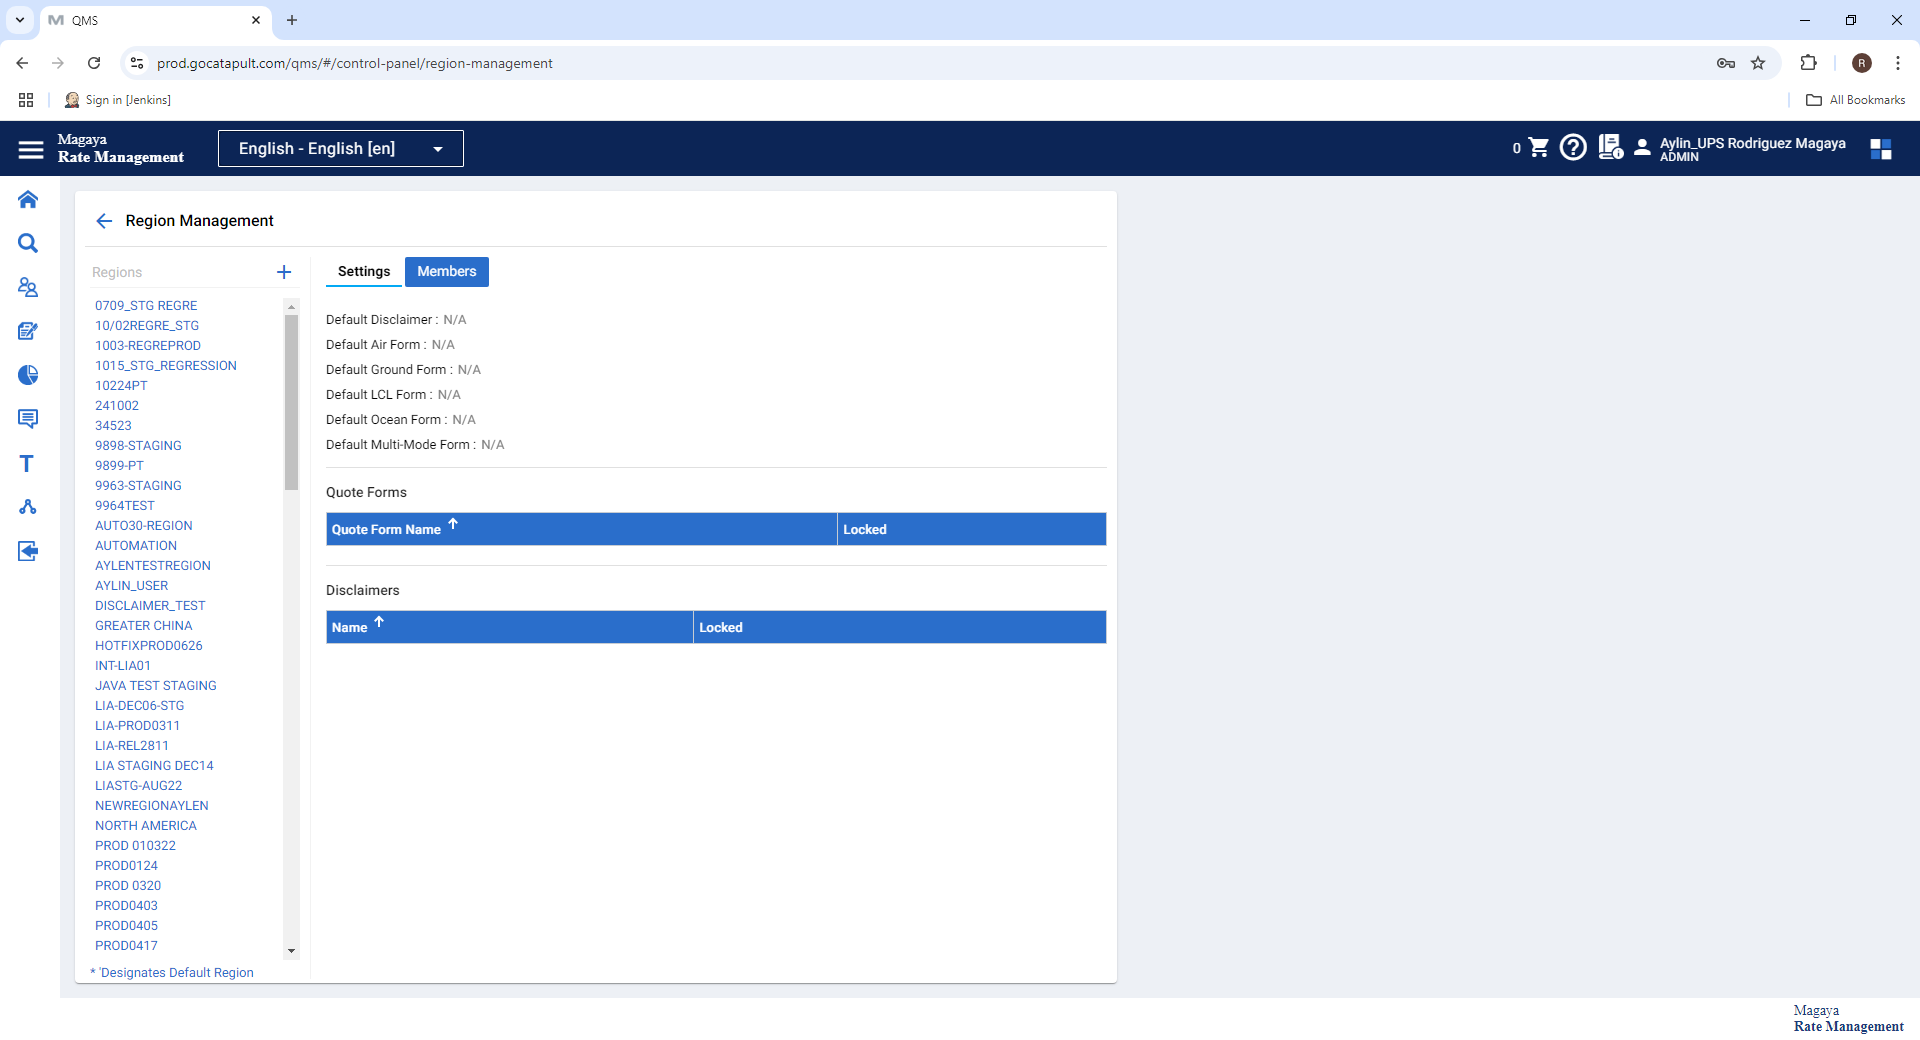 QMS
prod.gocatapult.com/qms/#/control-panel/region-management
R
Sign in [Jenkins]
All Bookmarks
Magaya
Rate Management
English - English [en]
0
Aylin_UPS Rodriguez Magaya
ADMIN
Region Management
Regions
0709_STG REGRE
10/02REGRE_STG
1003-REGREPROD
1015_STG_REGRESSION
10224PT
241002
34523
9898-STAGING
9899-PT
9963-STAGING
9964TEST
AUTO30-REGION
AUTOMATION
AYLENTESTREGION
AYLIN_USER
DISCLAIMER_TEST
GREATER CHINA
HOTFIXPROD0626
INT-LIA01
JAVA TEST STAGING
LIA-DEC06-STG
LIA-PROD0311
LIA-REL2811
LIA STAGING DEC14
LIASTG-AUG22
NEWREGIONAYLEN
NORTH AMERICA
PROD 010322
PROD0124
PROD 0320
PROD0403
PROD0405
PROD0417
* 'Designates Default Region
Settings
Members
Default Disclaimer : N/A
Default Air Form : N/A
Default Ground Form : N/A
Default LCL Form : N/A
Default Ocean Form : N/A
Default Multi-Mode Form : N/A
Quote Forms
Quote Form Name
Locked
Disclaimers
Name
Locked
Magaya
Rate Management